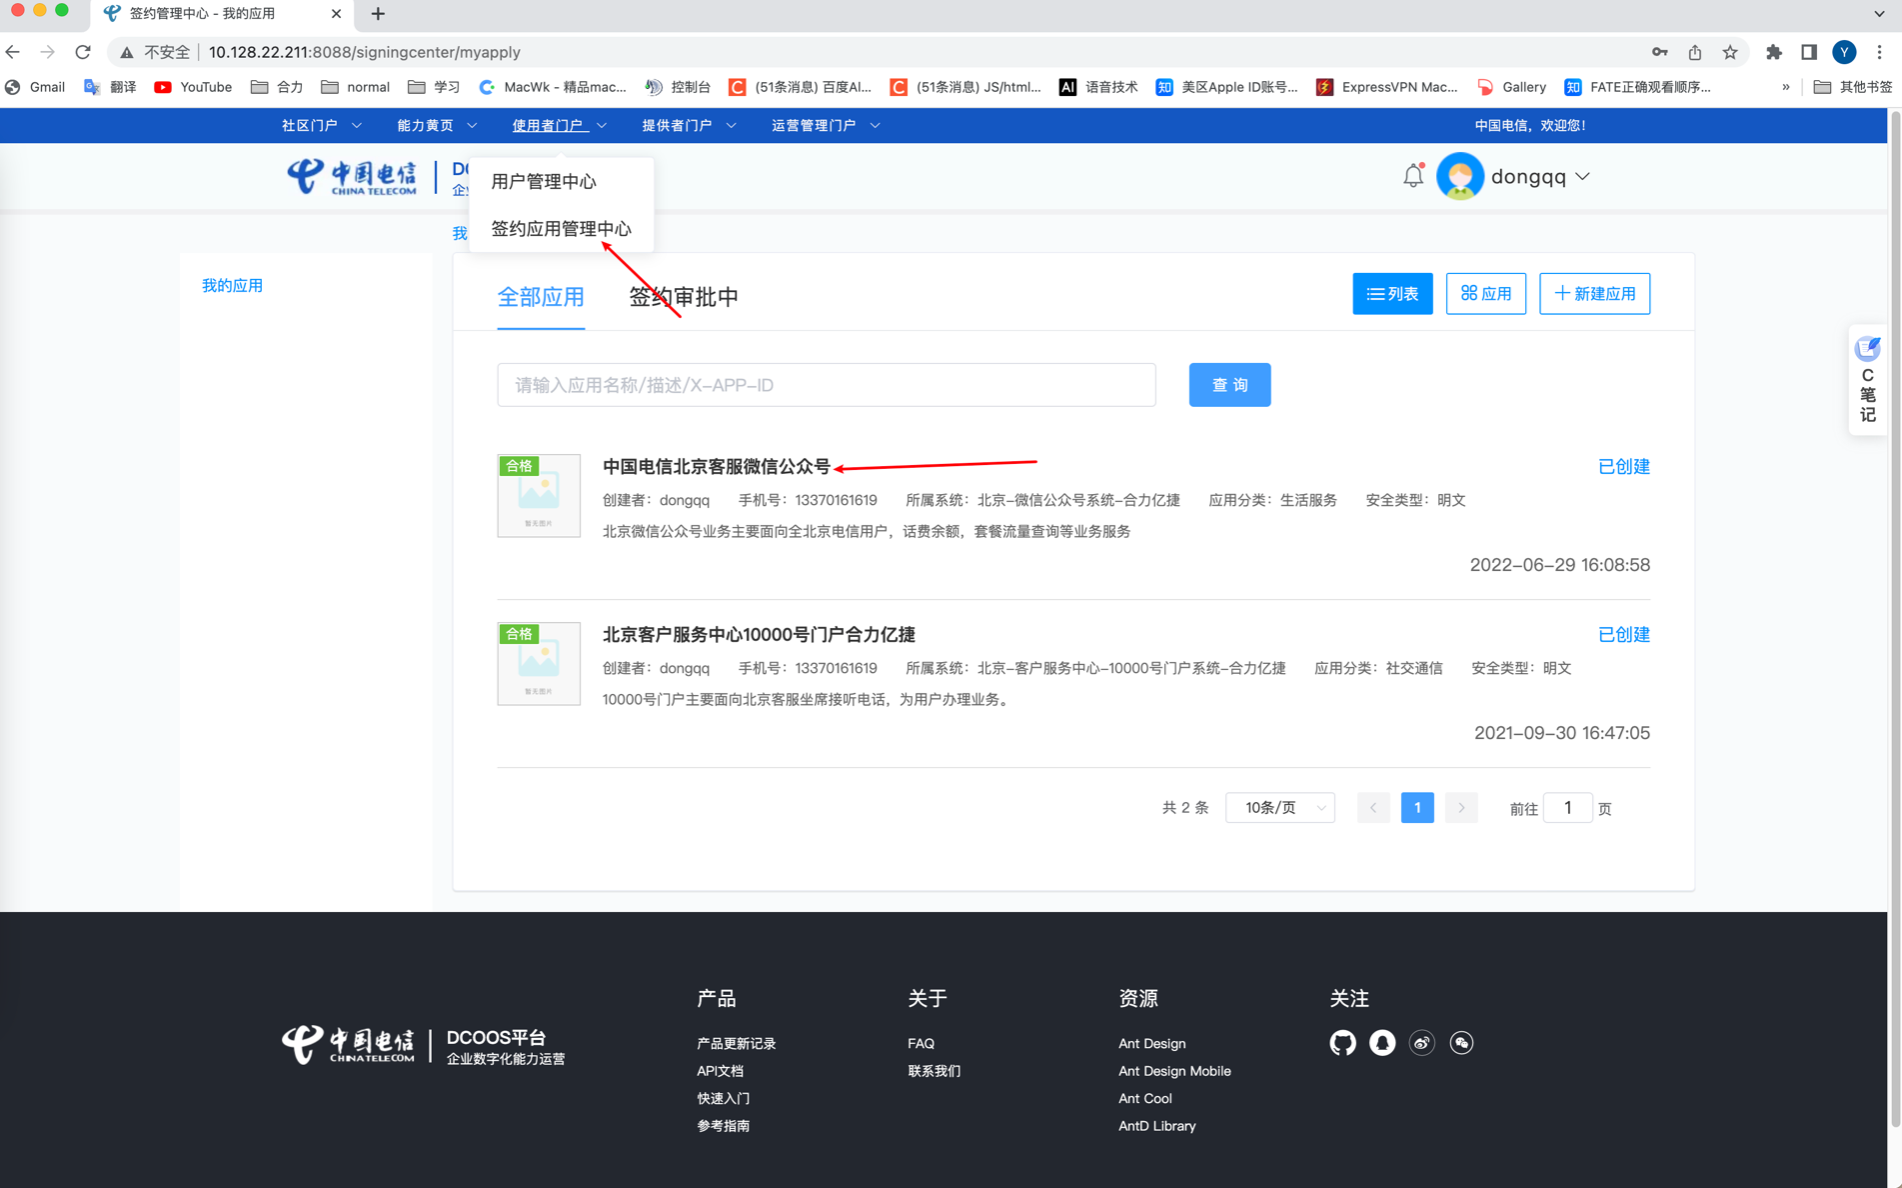 签约管理中心 - 我的应用
不安全 10.128.22.211:8088/signingcenter/myapply
Y
Gmail 翻译 YouTube 合力 normal 学习 MacWk - 精品mac... 控制台 (51条消息) 百度AI... (51条消息) JS/html... AI 语音技术 知 美区Apple ID账号... ExpressVPN Mac... Gallery 知 FATE正确观看顺序... » 其他书签
社区门户 能力黄页 使用者门户 提供者门户 运营管理门户 中国电信，欢迎您!
中国电信 CHINA TELECOM
dongqq
用户管理中心
签约应用管理中心
我
我的应用
全部应用 签约审批中 列表 应用 新建应用
请输入应用名称/描述/X-APP-ID 查 询
C
笔
记
合格 中国电信北京客服微信公众号 已创建
创建者：dongqq 手机号：13370161619 所属系统：北京-微信公众号系统-合力亿捷 应用分类：生活服务 安全类型：明文
暂无图片
北京微信公众号业务主要面向全北京电信用户，话费余额，套餐流量查询等业务服务
2022-06-29 16:08:58
合格 北京客户服务中心10000号门户合力亿捷 已创建
创建者：dongqq 手机号：13370161619 所属系统：北京-客户服务中心-10000号门户系统-合力亿捷 应用分类：社交通信 安全类型：明文
暂无图片
10000号门户主要面向北京客服坐席接听电话，为用户办理业务。
2021-09-30 16:47:05
共 2 条 10条/页 1 前往 1 页
产品 关于 资源 关注
中国电信 CHINA TELECOM DCOOS平台
企业数字化能力运营
产品更新记录 FAQ Ant Design
API文档 联系我们 Ant Design Mobile
快速入门 Ant Cool
参考指南 AntD Library